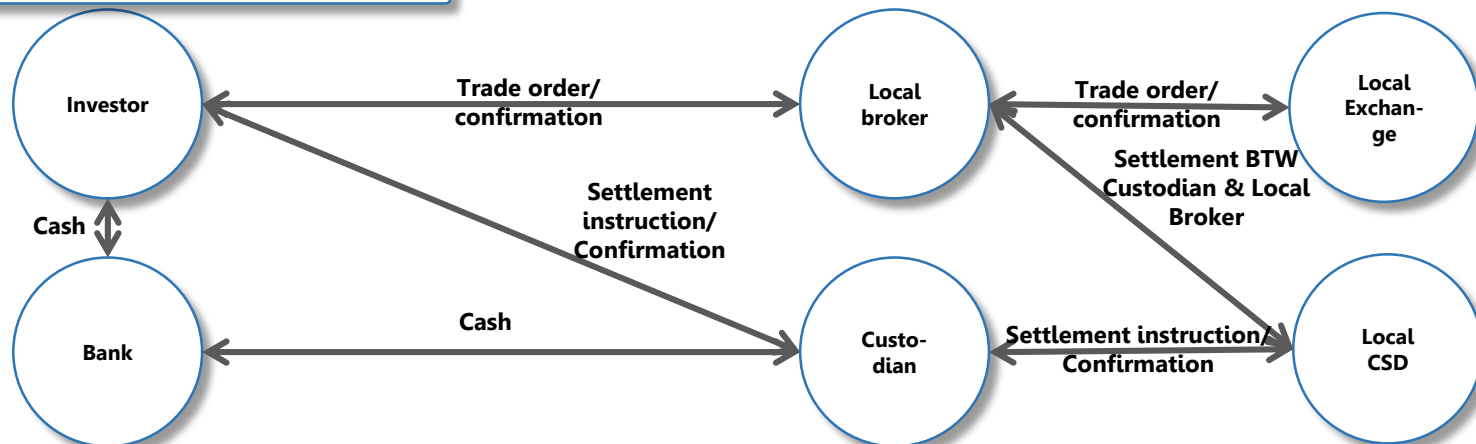 Investor
Trade order/
confirmation
Local
broker
Trade order/
confirmation
Local
Exchan-
ge
Settlement BTW
Custodian & Local
Broker
Settlement
instruction/
Confirmation
Cash
Bank
Cash
Custo-
dian
Settlement instruction/
Confirmation
Local
CSD